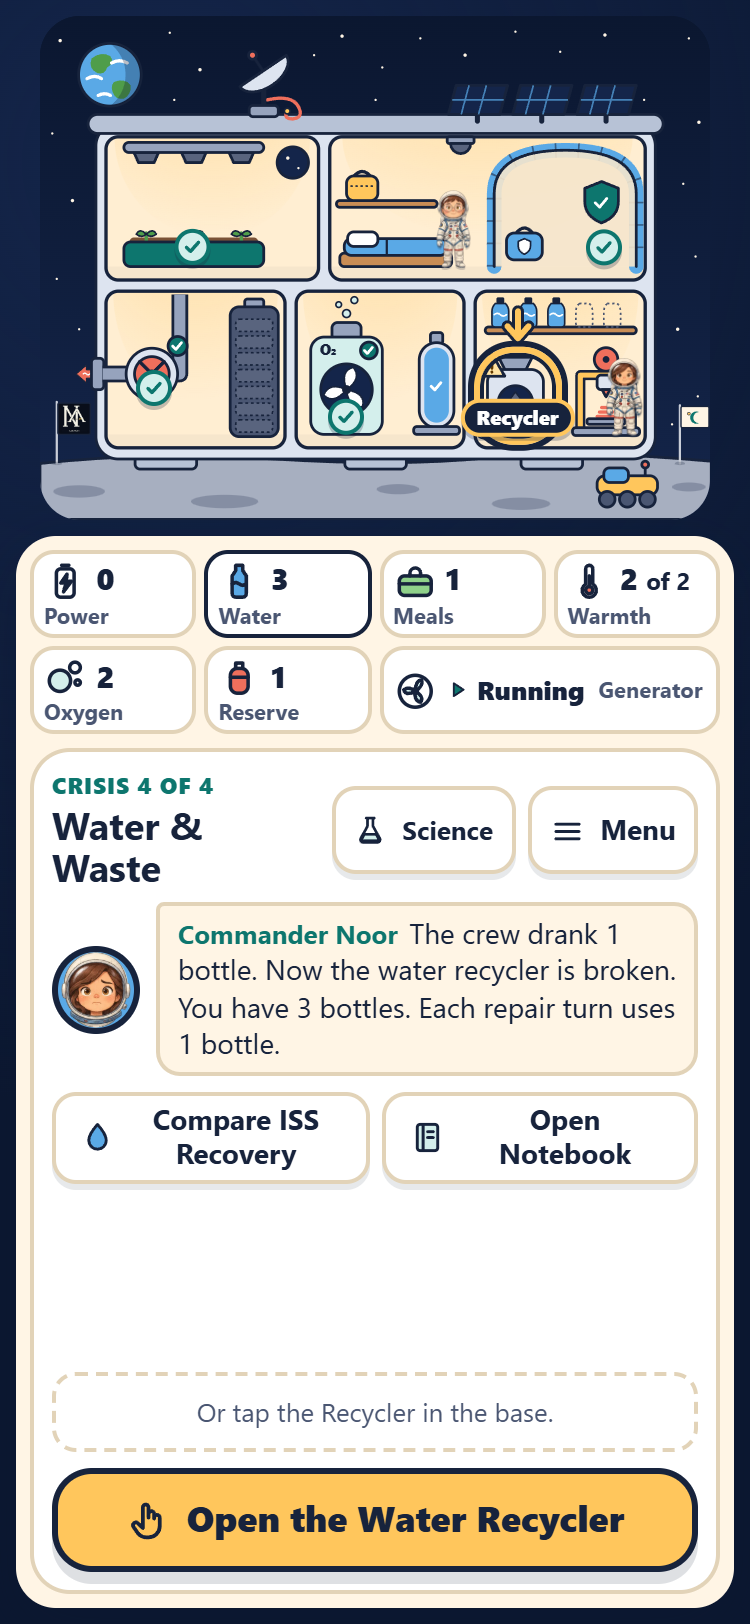 O₂
Recycler
0
Power
3
Water
1
Meals
2 of 2
Warmth
2
Oxygen
1
Reserve
Running Generator
CRISIS 4 OF 4
Water &
Waste
Science
Menu
Commander Noor The crew drank 1
bottle. Now the water recycler is broken.
You have 3 bottles. Each repair turn uses
1 bottle.
Compare ISS
Recovery
Open
Notebook
Or tap the Recycler in the base.
Open the Water Recycler